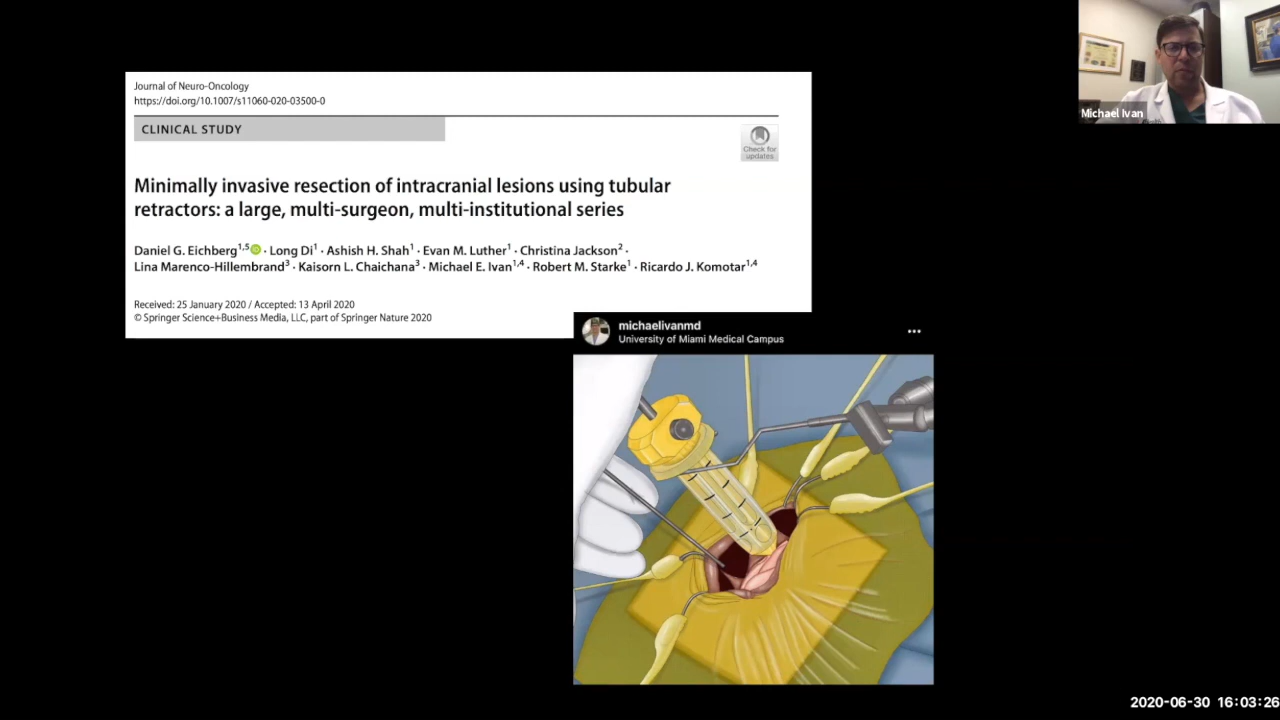 Journal of Neuro-Oncology
https://doi.org/10.1007/s11060-020-03500-0
CLINICAL STUDY
Check for
updates
Minimally invasive resection of intracranial lesions using tubular
retractors: a large, multi-surgeon, multi-institutional series
Daniel G. Eichberg1,5 · Long Di1 · Ashish H. Shah1 · Evan M. Luther1 · Christina Jackson2 ·
Lina Marenco-Hillembrand3 · Kaisorn L. Chaichana3 · Michael E. Ivan1,4 · Robert M. Starke1 · Ricardo J. Komotar1,4
Received: 25 January 2020 / Accepted: 13 April 2020
© Springer Science+Business Media, LLC, part of Springer Nature 2020
michaelivanmd
University of Miami Medical Campus
Michael Ivan
2020-06-30 16:03:26